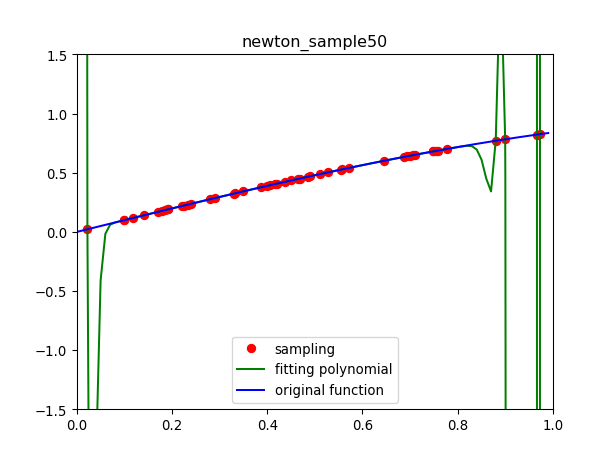 newton_sample50
1.5
1.0
0.5
0.0
−0.5
−1.0
−1.5
0.0 0.2 0.4 0.6 0.8 1.0
sampling
fitting polynomial
original function